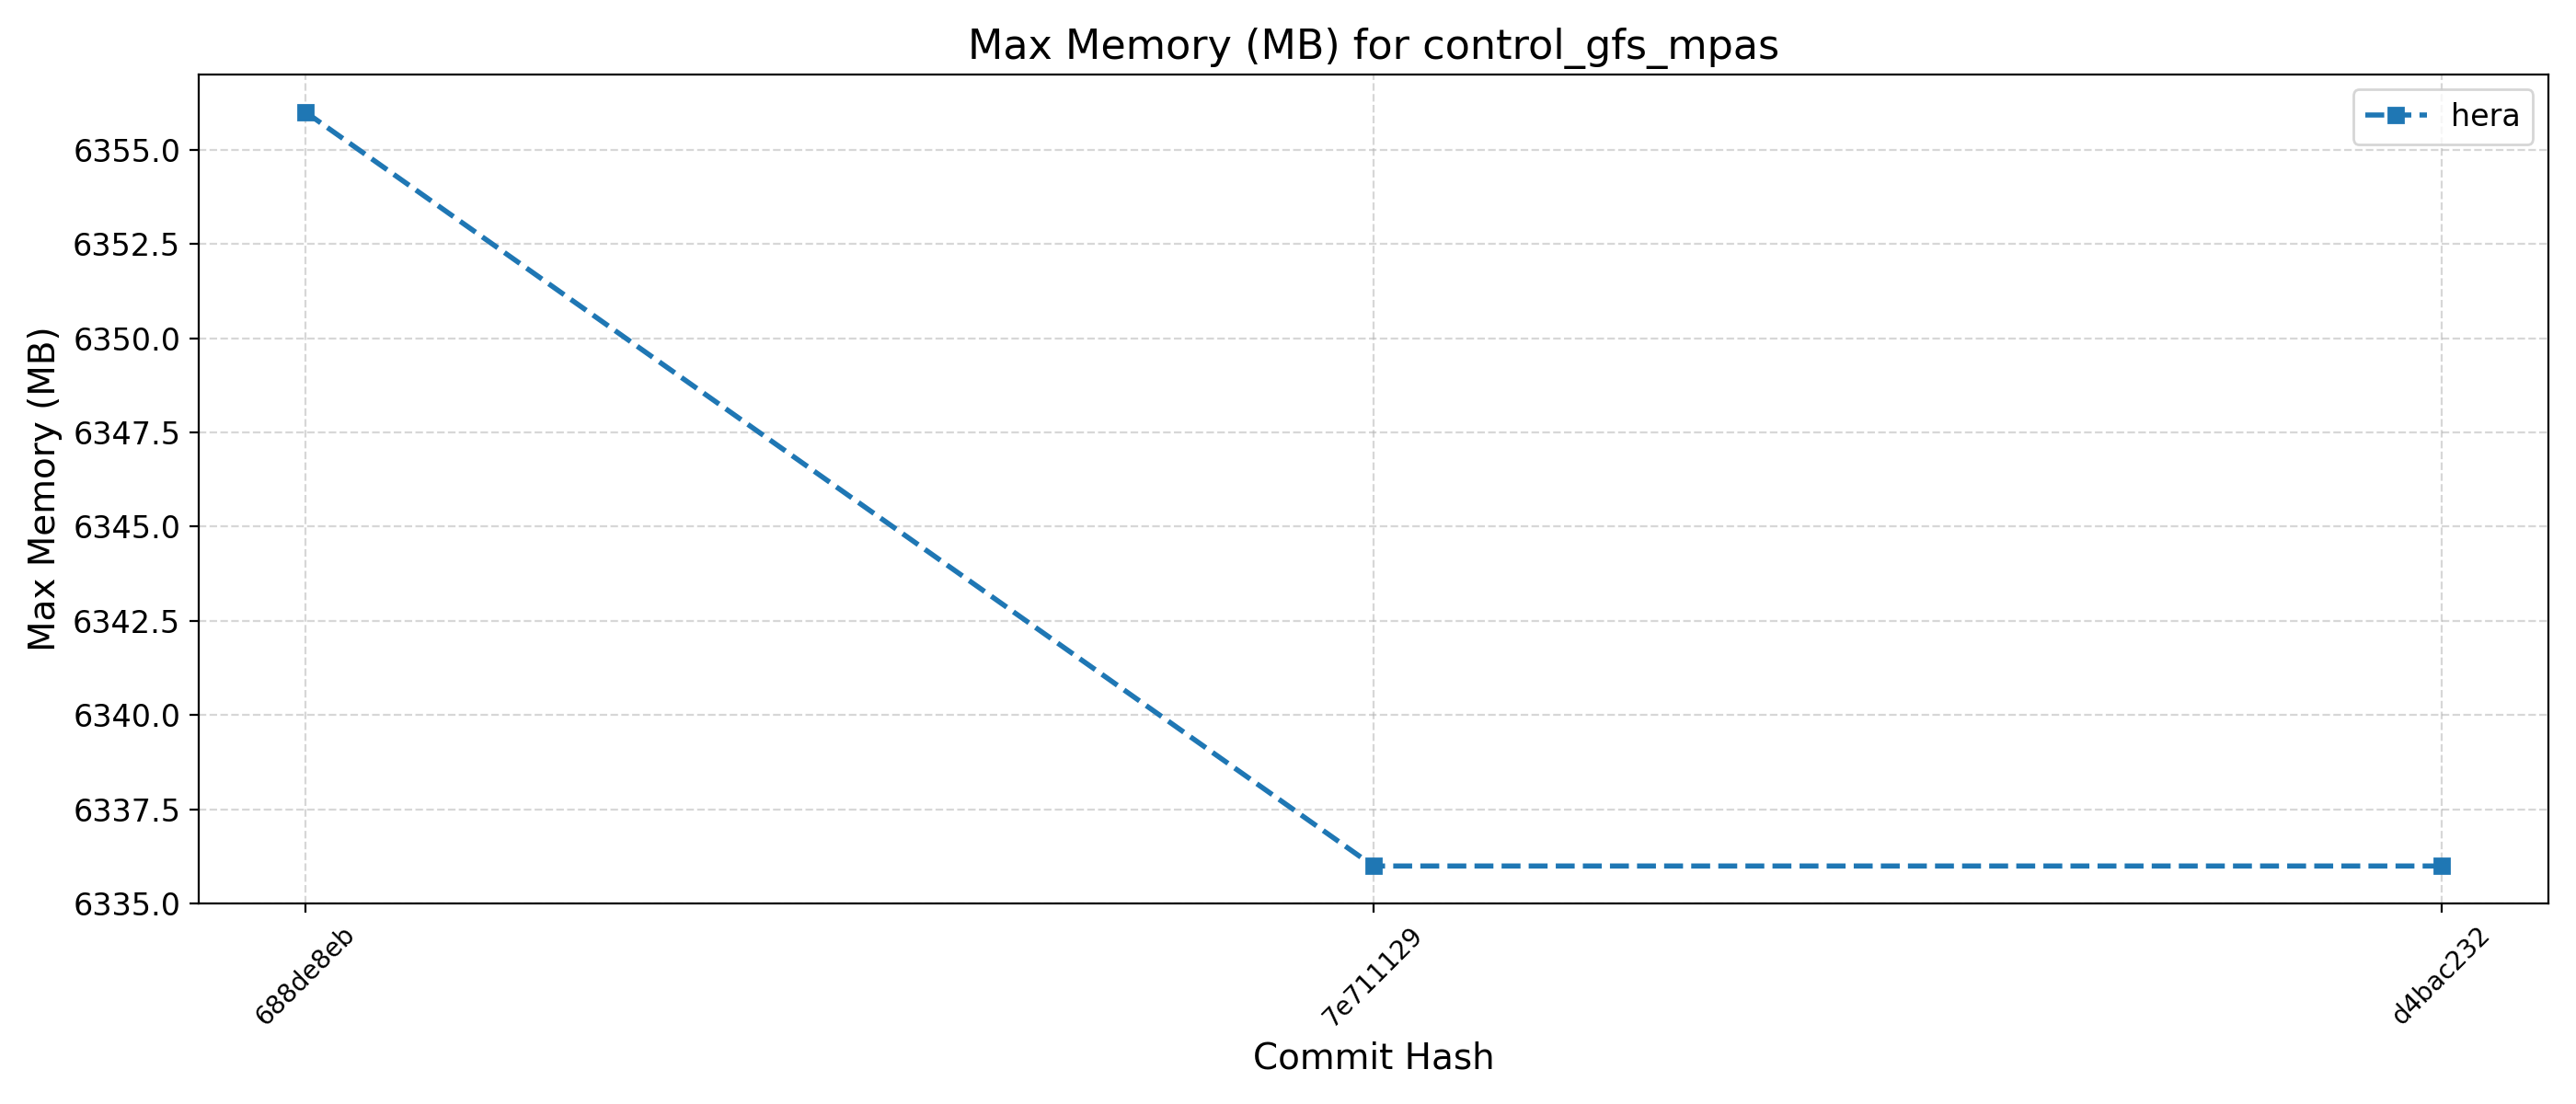 Max Memory (MB) for control_gfs_mpas
hera
Max Memory (MB)
6355.0
6352.5
6350.0
6347.5
6345.0
6342.5
6340.0
6337.5
6335.0
688de8eb
7e711129
d4bac232
Commit Hash